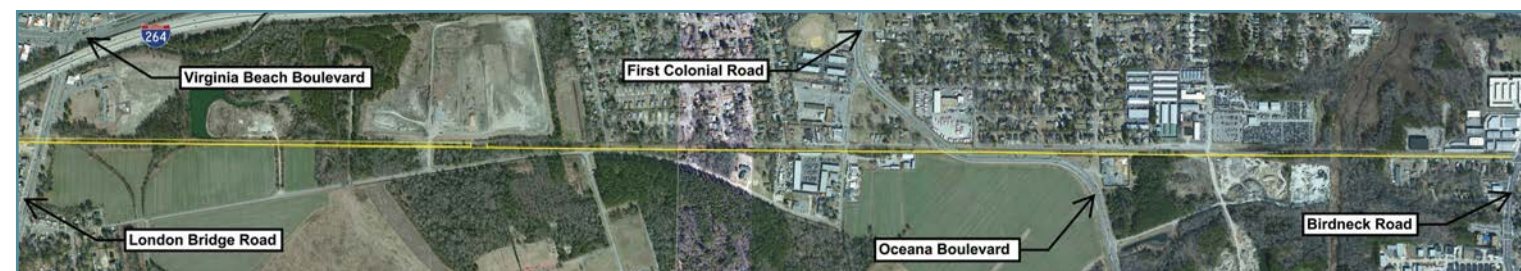 264
Virginia Beach Boulevard
First Colonial Road
London Bridge Road
Oceana Boulevard
Birdneck Road